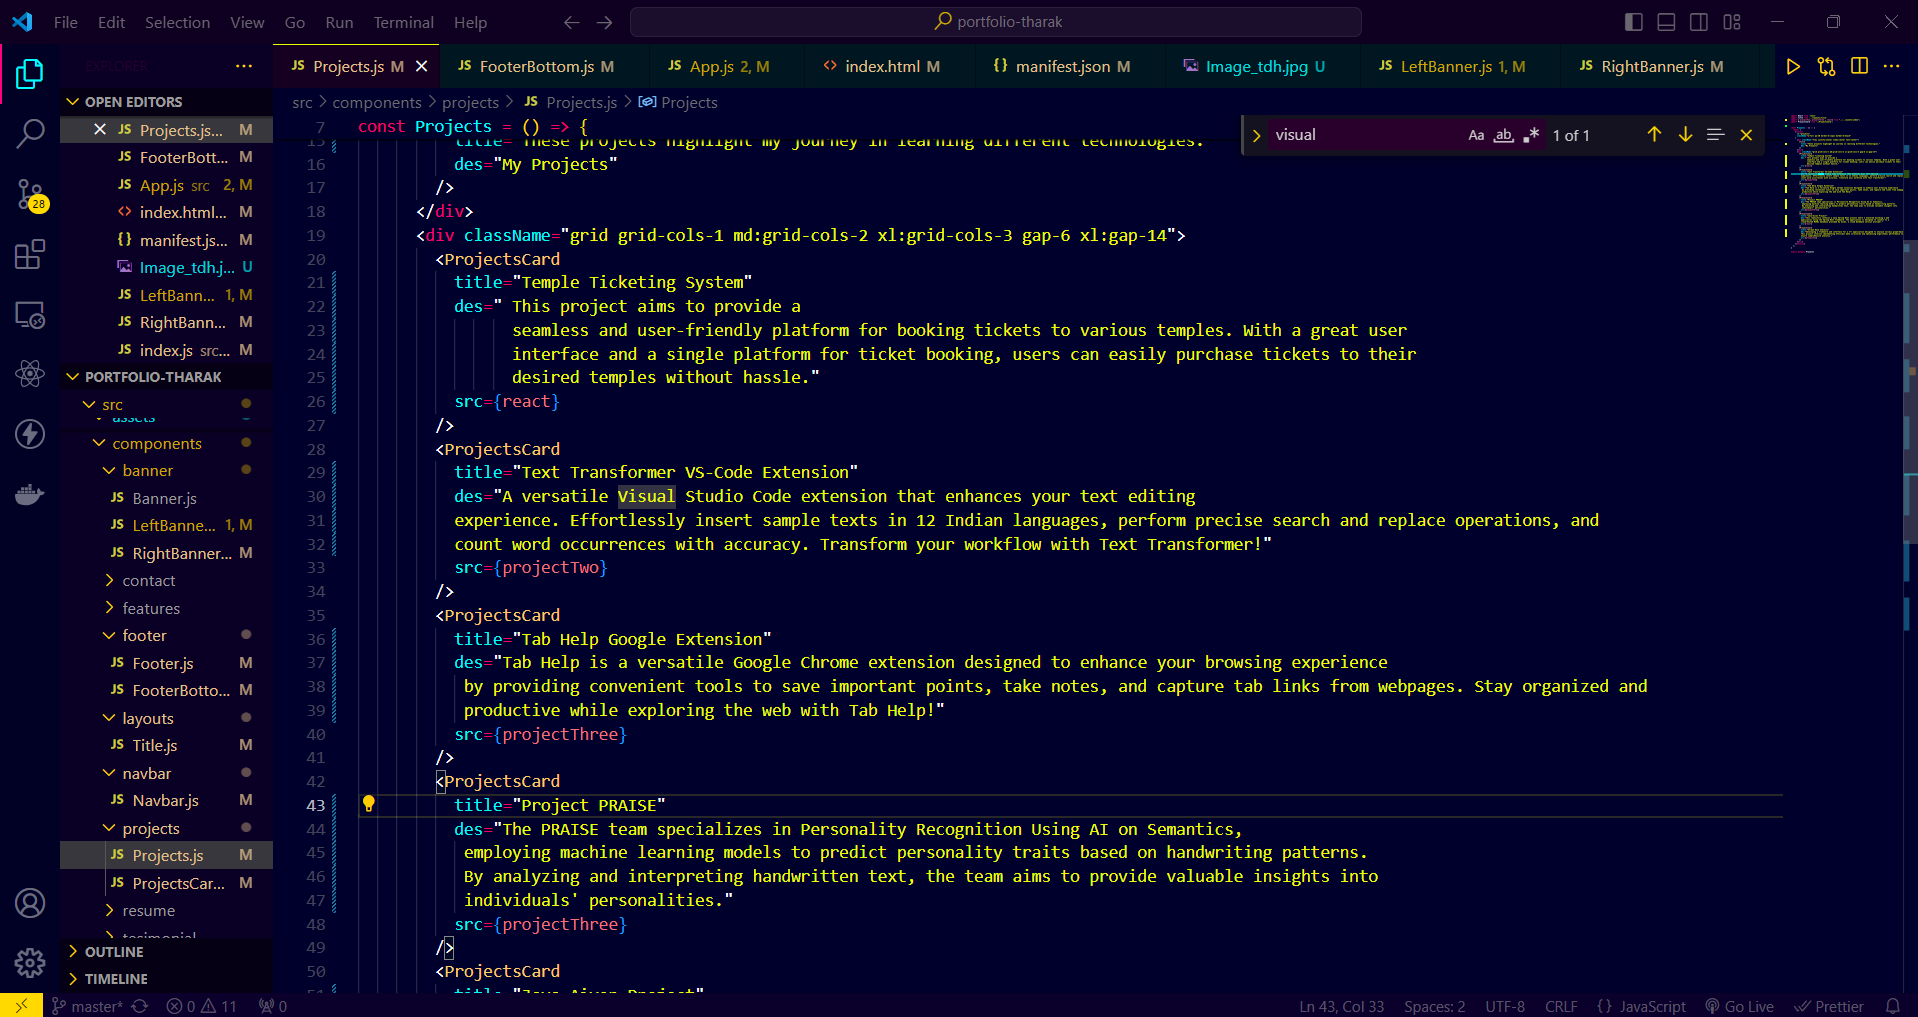 File Edit Selection View Go Run Terminal Help
portfolio-tharak
EXPLORER
OPEN EDITORS
JS Projects.js... M
JS FooterBott... M
JS App.js src 2, M
<> index.html... M
{} manifest.js... M
Image_tdh.j... U
JS LeftBann... 1, M
JS RightBann... M
JS index.js src... M
PORTFOLIO-THARAK
src
assets
components
banner
JS Banner.js
JS LeftBanne... 1, M
JS RightBanner... M
contact
features
footer
JS Footer.js M
JS FooterBotto... M
layouts
JS Title.js M
navbar
JS Navbar.js M
projects
JS Projects.js M
JS ProjectsCar... M
resume
tesimonial
OUTLINE
TIMELINE
28
JS Projects.js M JS FooterBottom.js M JS App.js 2, M <> index.html M {} manifest.json M Image_tdh.jpg U JS LeftBanner.js 1, M JS RightBanner.js M
src > components > projects > JS Projects.js > Projects
visual Aa ab .* 1 of 1
7 const Projects = () => {
15 title="These projects highlight my journey in learning different technologies."
16 des="My Projects"
17 />
18 </div>
19 <div className="grid grid-cols-1 md:grid-cols-2 xl:grid-cols-3 gap-6 xl:gap-14">
20 <ProjectsCard
21 title="Temple Ticketing System"
22 des=" This project aims to provide a
23 seamless and user-friendly platform for booking tickets to various temples. With a great user
24 interface and a single platform for ticket booking, users can easily purchase tickets to their
25 desired temples without hassle."
26 src={react}
27 />
28 <ProjectsCard
29 title="Text Transformer VS-Code Extension"
30 des="A versatile Visual Studio Code extension that enhances your text editing
31 experience. Effortlessly insert sample texts in 12 Indian languages, perform precise search and replace operations, and
32 count word occurrences with accuracy. Transform your workflow with Text Transformer!"
33 src={projectTwo}
34 />
35 <ProjectsCard
36 title="Tab Help Google Extension"
37 des="Tab Help is a versatile Google Chrome extension designed to enhance your browsing experience
38 by providing convenient tools to save important points, take notes, and capture tab links from webpages. Stay organized and
39 productive while exploring the web with Tab Help!"
40 src={projectThree}
41 />
42 <ProjectsCard
43 title="Project PRAISE"
44 des="The PRAISE team specializes in Personality Recognition Using AI on Semantics,
45 employing machine learning models to predict personality traits based on handwriting patterns.
46 By analyzing and interpreting handwritten text, the team aims to provide valuable insights into
47 individuals' personalities."
48 src={projectThree}
49 />
50 <ProjectsCard
51 title="Java Aiver Project"
master* 0 11 0 Ln 43, Col 33 Spaces: 2 UTF-8 CRLF {} JavaScript Go Live Prettier